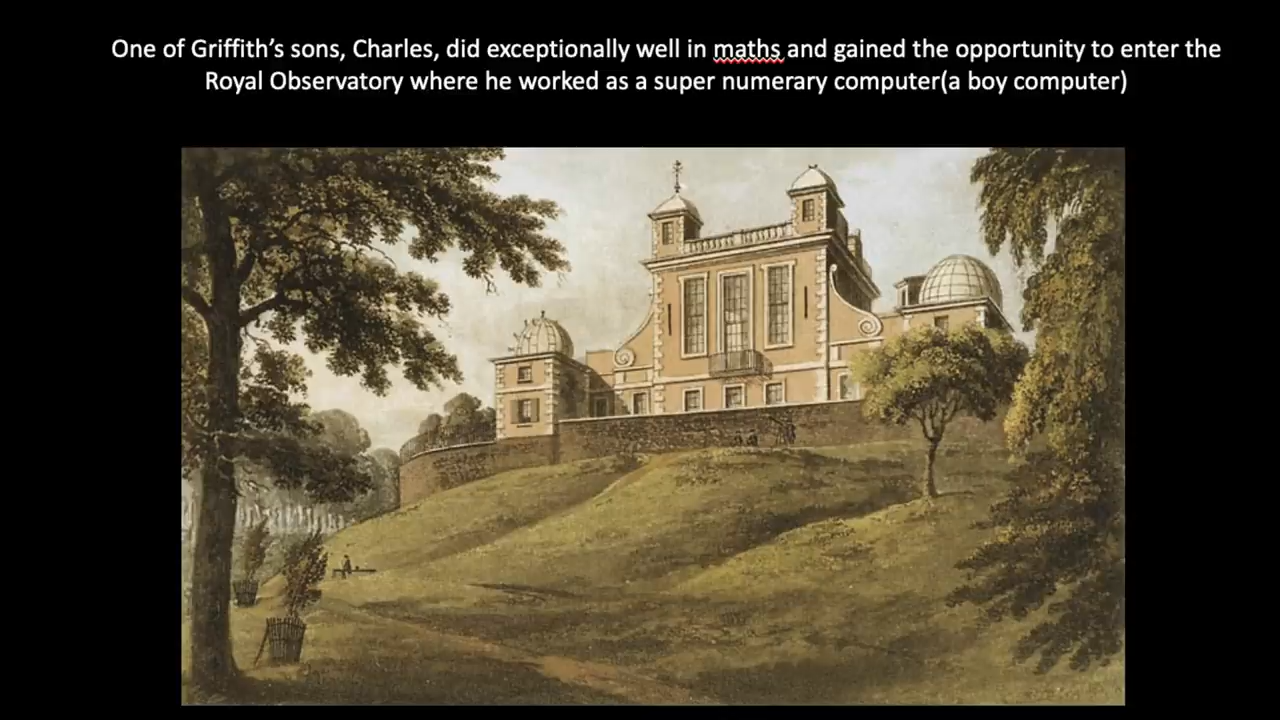 One of Griffith’s sons, Charles, did exceptionally well in maths and gained the opportunity to enter the
Royal Observatory where he worked as a super numerary computer(a boy computer)